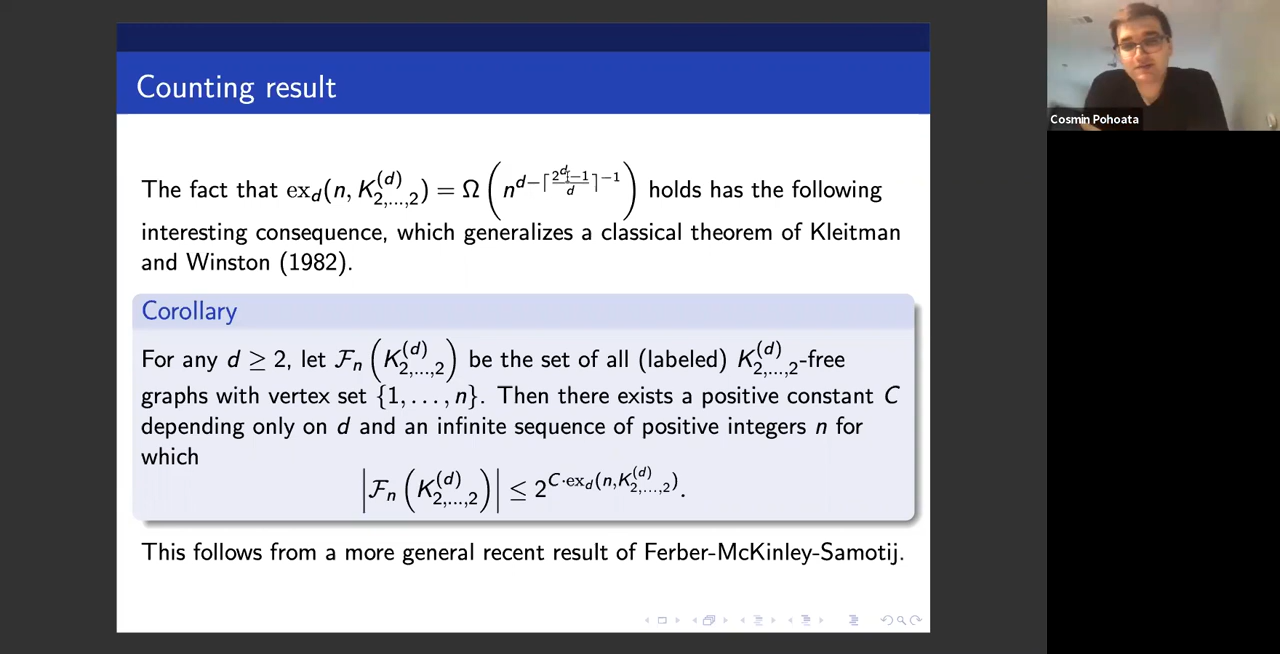 Counting result
The fact that ex_d(n, K^{(d)}_{2,...,2}) = Ω(n^{d−⌈\frac{2^d−1}{d}⌉^{−1}}) holds has the following
interesting consequence, which generalizes a classical theorem of Kleitman
and Winston (1982).
Corollary
For any d ≥ 2, let ℱ_n(K^{(d)}_{2,...,2}) be the set of all (labeled) K^{(d)}_{2,...,2}-free
graphs with vertex set {1, . . . , n}. Then there exists a positive constant C
depending only on d and an infinite sequence of positive integers n for
which
|ℱ_n(K^{(d)}_{2,...,2})| ≤ 2^{C·ex_d(n,K^{(d)}_{2,...,2})}.
This follows from a more general recent result of Ferber-McKinley-Samotij.
Cosmin Pohoata